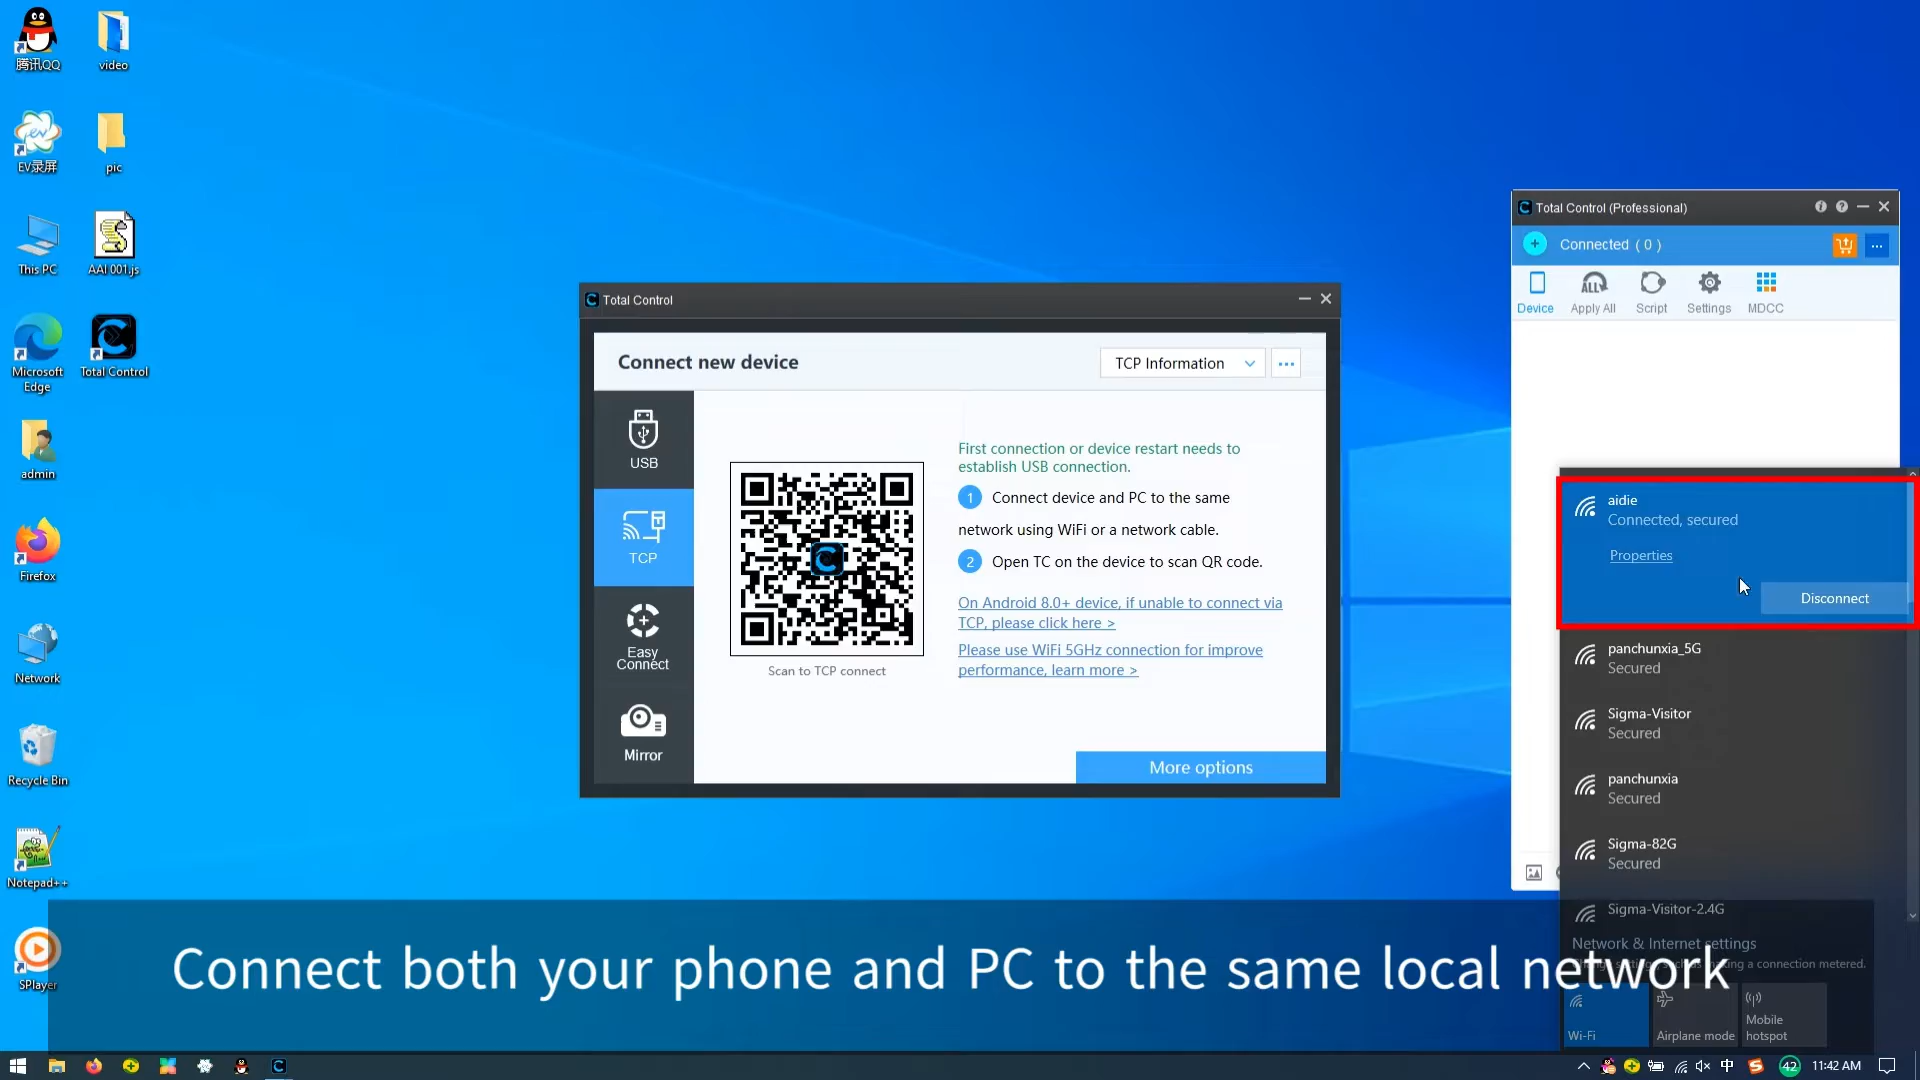 腾讯QQ
video
EV录屏
pic
This PC
AAI 001.js
Microsoft
Edge
Total Control
admin
Firefox
Network
Recycle Bin
Notepad++
SPlayer
Total Control
Connect new device
TCP Information
USB
TCP
Easy
Connect
Mirror
Scan to TCP connect
First connection or device restart needs to
establish USB connection.
1 Connect device and PC to the same
network using WiFi or a network cable.
2 Open TC on the device to scan QR code.
On Android 8.0+ device, if unable to connect via
TCP, please click here >
Please use WiFi 5GHz connection for improve
performance, learn more >
More options
Total Control (Professional)
Connected ( 0 )
Device
Apply All
Script
Settings
MDCC
aidie
Connected, secured
Properties
Disconnect
panchunxia_5G
Secured
Sigma-Visitor
Secured
panchunxia
Secured
Sigma-82G
Secured
Sigma-Visitor-2.4G
Network & Internet settings
a connection metered.
Wi-Fi
Airplane mode
Mobile
hotspot
Connect both your phone and PC to the same local network
中
42
11:42 AM